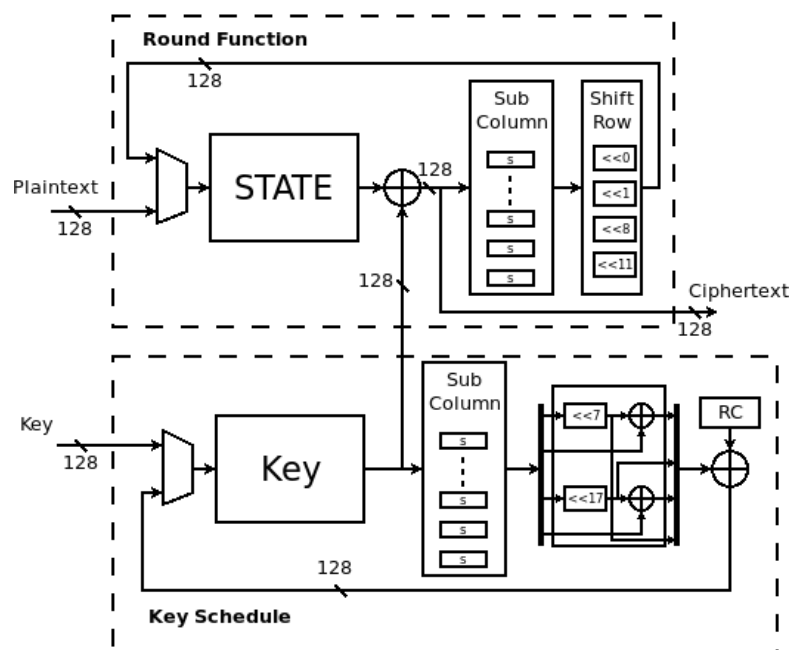 Round Function
128
Sub
Column
Shift
Row
s
<<0
Plaintext
128
STATE
128
<<1
s
<<8
s
<<11
s
128
Ciphertext
128
Sub
Column
Key
128
Key
s
<<7
RC
s
<<17
s
s
128
Key Schedule